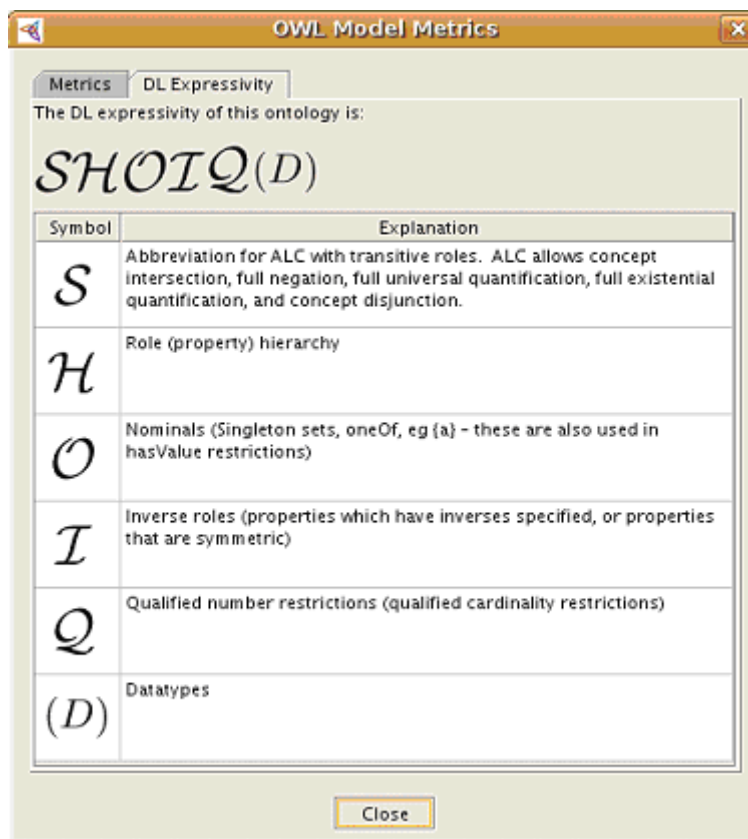 OWL Model Metrics
Metrics DL Expressivity
The DL expressivity of this ontology is:
𝒮ℋ𝒪ℐ𝒬(D)
Symbol Explanation
𝒮
Abbreviation for ALC with transitive roles. ALC allows concept
intersection, full negation, full universal quantification, full existential
quantification, and concept disjunction.
ℋ
Role (property) hierarchy
𝒪
Nominals (Singleton sets, oneOf, eg {a} - these are also used in
hasValue restrictions)
ℐ
Inverse roles (properties which have inverses specified, or properties
that are symmetric)
𝒬
Qualified number restrictions (qualified cardinality restrictions)
(D)
Datatypes
Close